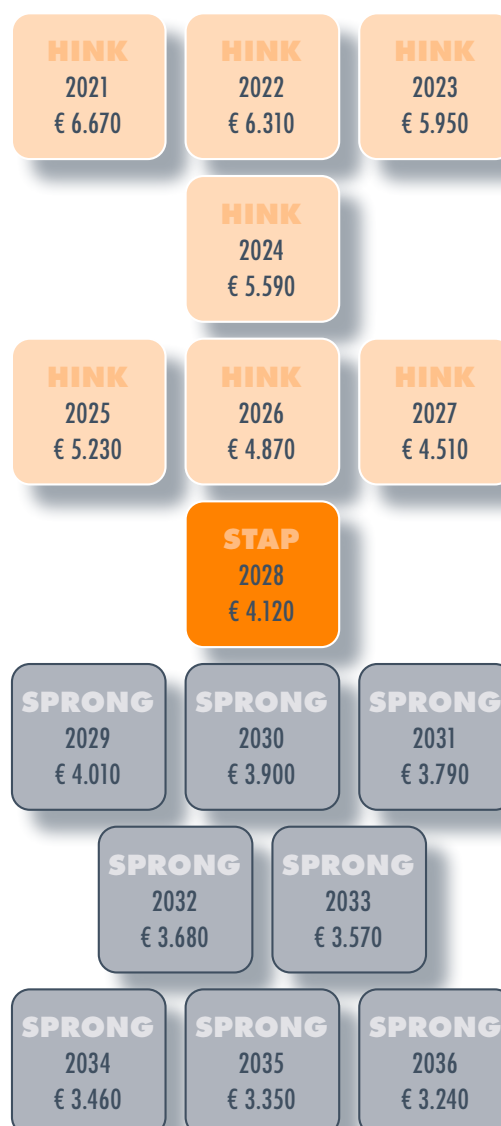 HINK HINK HINK
2021 2022 2023
€ 6.670 € 6.310 € 5.950
HINK
2024
€ 5.590
HINK HINK HINK
2025 2026 2027
€ 5.230 € 4.870 € 4.510
STAP
2028
€ 4.120
SPRONG SPRONG SPRONG
2029 2030 2031
€ 4.010 € 3.900 € 3.790
SPRONG SPRONG
2032 2033
€ 3.680 € 3.570
SPRONG SPRONG SPRONG
2034 2035 2036
€ 3.460 € 3.350 € 3.240